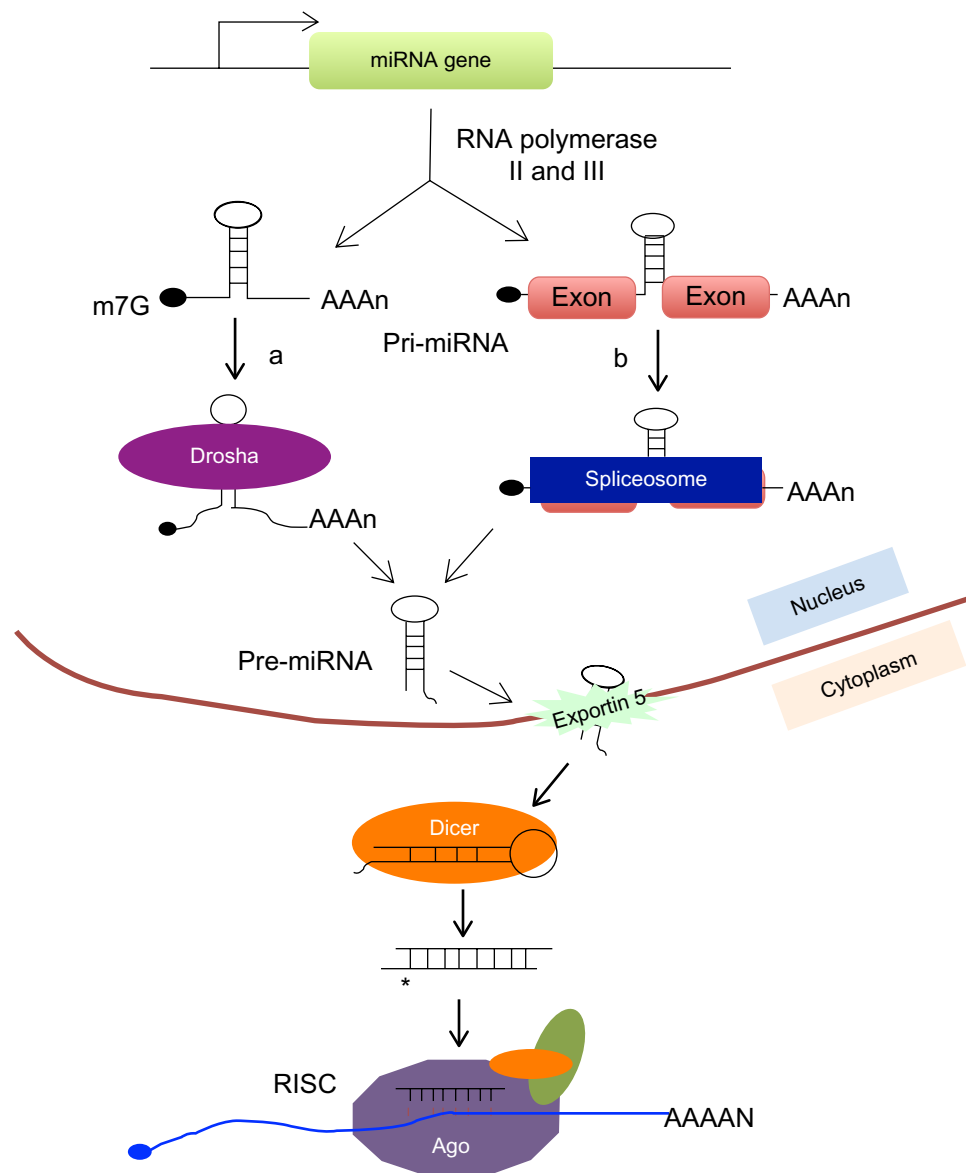 miRNA gene
RNA polymerase
II and III
m7G
AAAn
Exon
Exon
AAAn
Pri-miRNA
a
b
Drosha
Spliceosome
AAAn
AAAn
Nucleus
Pre-miRNA
Cytoplasm
Exportin 5
Dicer
*
RISC
AAAAN
Ago